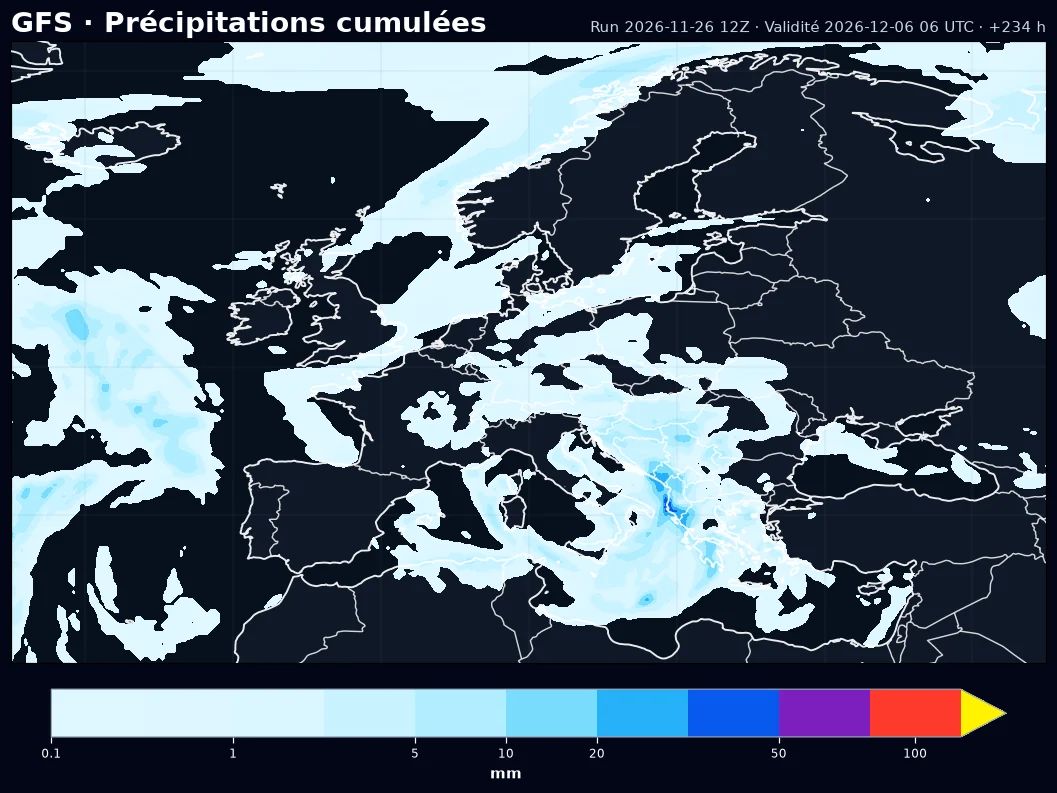 GFS · Précipitations cumulées
Run 2026-11-26 12Z · Validité 2026-12-06 06 UTC · +234 h
0.1 1 5 10 20 50 100
mm